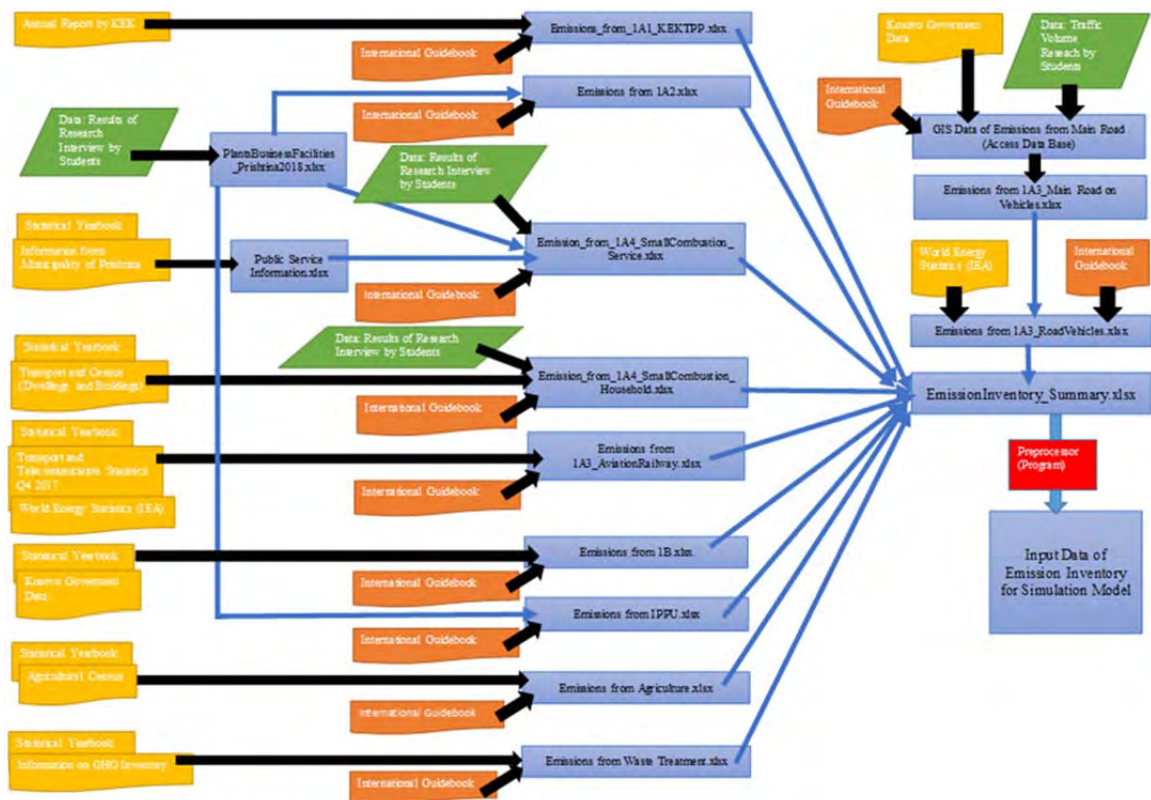 Annual Report by KEK
International Guidebook
Emissions_from_1A1_KEKTPP.xlsx
International Guidebook
Emissions from 1A2.xlsx
Data: Results of
Research
Interview by
Students
PlantsBusinessFacilities
_Prishtina2018.xlsx
Data: Results of
Research Interview
by Students
Statistical Yearbook
Information from
Municipality of Prishtina
Public Service
Information.xlsx
Emission_from_1A4_SmallCombustion_
Service.xlsx
International Guidebook
Data: Results of Research
Interview by Students
Statistical Yearbook
Transport and Census
(Dwellings and Buildings)
Emission_from_1A4_SmallCombustion_
Household.xlsx
International Guidebook
Statistical Yearbook
Transport and
Telecommunication Statistics
Q4 2017
World Energy Statistics (IEA)
Emissions from
1A3_AviationRailway.xlsx
International Guidebook
Statistical Yearbook
Kosovo Government
Data
Emissions from 1B.xlsx
International Guidebook
Emissions from IPPU.xlsx
International Guidebook
Statistical Yearbook
Agricultural Census
Emissions from Agriculture.xlsx
International Guidebook
Statistical Yearbook
Information on GHG Inventory
Emissions from Waste Treatment.xlsx
International Guidebook
Kosovo Government
Data
Data: Traffic
Volume
Reseach by
Students
International
Guidebook
GIS Data of Emissions from Main Road
(Access Data Base)
Emissions from 1A3_Main Road on
Vehicles.xlsx
World Energy
Statistics (IEA)
International
Guidebook
Emissions from 1A3_RoadVehicles.xlsx
EmissionInventory_Summary.xlsx
Preprocessor
(Program)
Input Data of
Emission Inventory
for Simulation Model